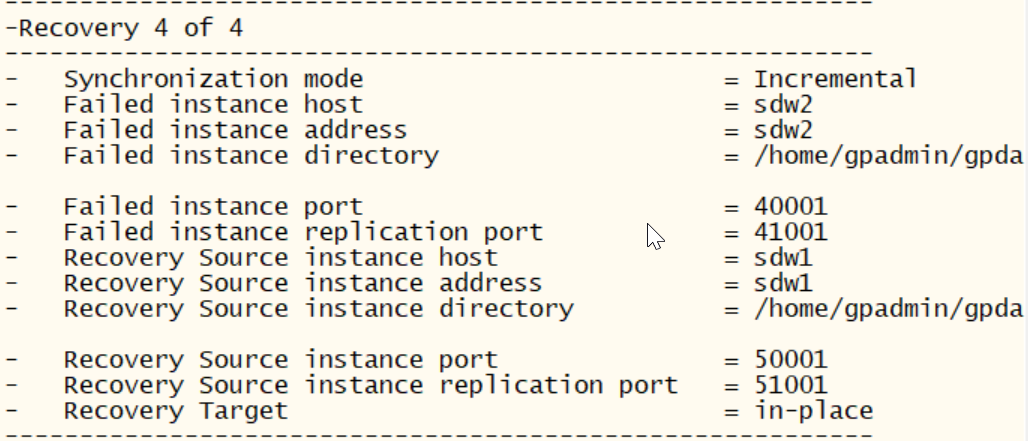 ----------------------------------------------------------
-Recovery 4 of 4
----------------------------------------------------------
-   Synchronization mode                        = Incremental
-   Failed instance host                        = sdw2
-   Failed instance address                     = sdw2
-   Failed instance directory                   = /home/gpadmin/gpda
-   Failed instance port                        = 40001
-   Failed instance replication port            = 41001
-   Recovery Source instance host               = sdw1
-   Recovery Source instance address            = sdw1
-   Recovery Source instance directory          = /home/gpadmin/gpda
-   Recovery Source instance port               = 50001
-   Recovery Source instance replication port   = 51001
-   Recovery Target                             = in-place
----------------------------------------------------------